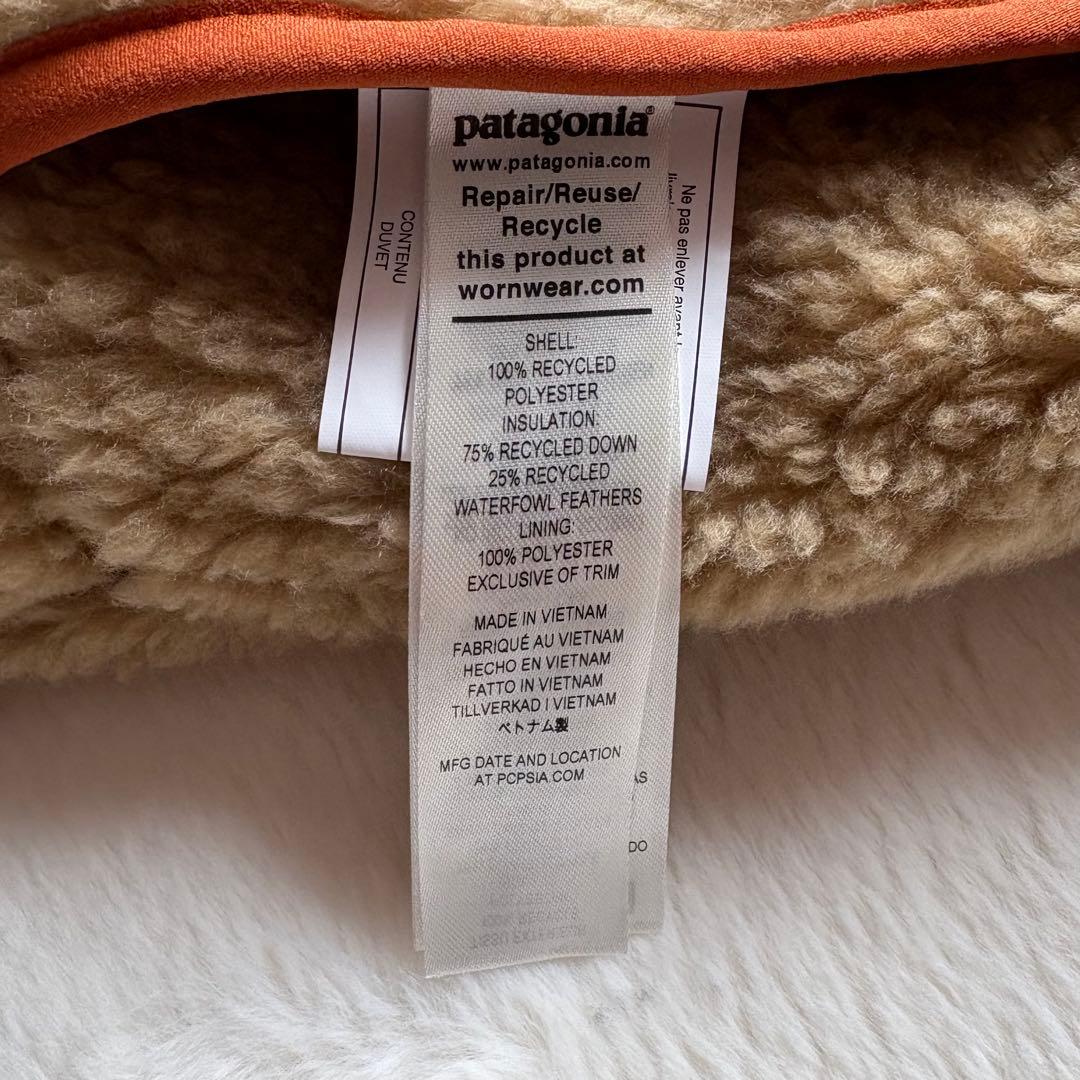 patagonia®
www.patagonia.com
Repair/Reuse/
Recycle
this product at
wornwear.com
SHELL:
100% RECYCLED
POLYESTER
INSULATION:
75% RECYCLED DOWN
25% RECYCLED
WATERFOWL FEATHERS
LINING:
100% POLYESTER
EXCLUSIVE OF TRIM
MADE IN VIETNAM
FABRIQUÉ AU VIETNAM
HECHO EN VIETNAM
FATTO IN VIETNAM
TILLVERKAD I VIETNAM
ベトナム製
MFG DATE AND LOCATION
AT PCPSIA.COM
CONTENU
DUVET
Ne pas enlever avant
AS
DO